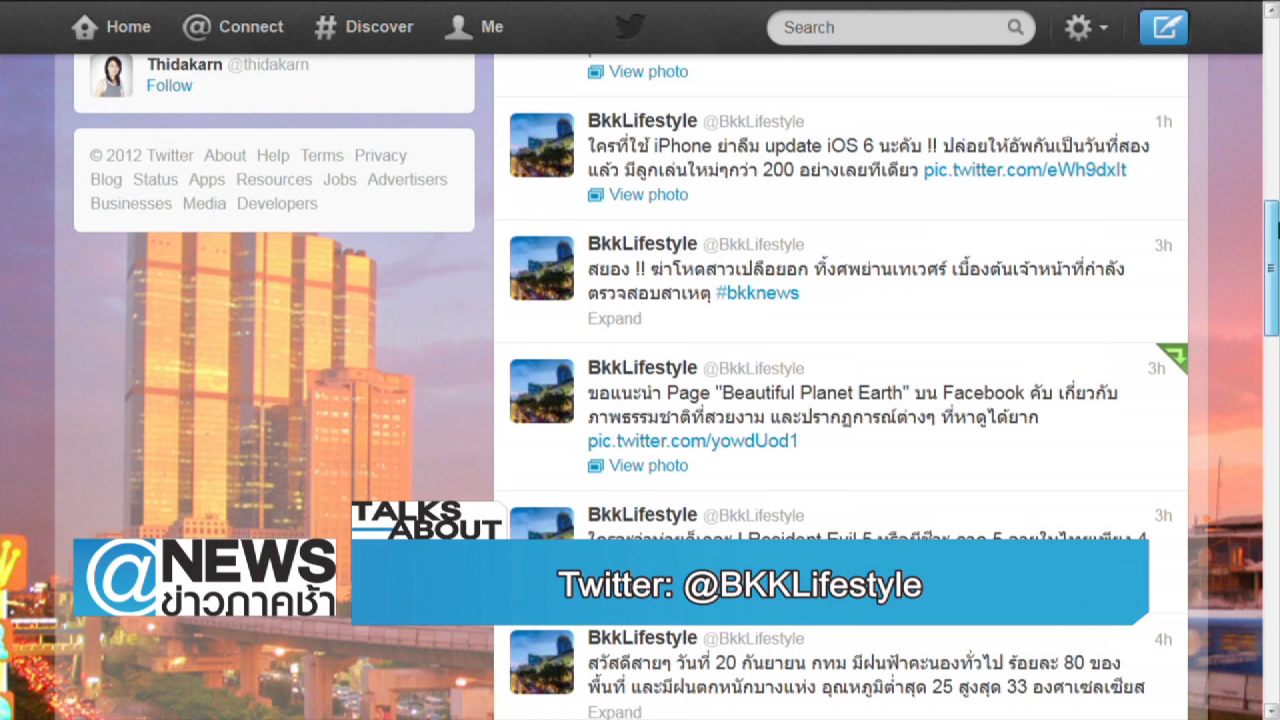 Home Connect Discover Me Search
Thidakarn @thidakarn
Follow
© 2012 Twitter About Help Terms Privacy
Blog Status Apps Resources Jobs Advertisers
Businesses Media Developers
View photo
BkkLifestyle @BkkLifestyle 1h
ใครที่ใช้ iPhone ย่าลืม update iOS 6 นะคับ !! ปล่อยให้อัพกันเป็นวันที่สอง
แล้ว มีลูกเล่นใหม่ๆกว่า 200 อย่างเลยทีเดียว pic.twitter.com/eWh9dxIt
View photo
BkkLifestyle @BkkLifestyle 3h
สยอง !! ฆ่าโหดสาวเปลือยอก ทิ้งศพย่านเทเวศร์ เบื้องต้นเจ้าหน้าที่กำลัง
ตรวจสอบสาเหตุ #bkknews
Expand
BkkLifestyle @BkkLifestyle 3h
ขอแนะนำ Page "Beautiful Planet Earth" บน Facebook คับ เกี่ยวกับ
ภาพธรรมชาติที่สวยงาม และปรากฏการณ์ต่างๆ ที่หาดูได้ยาก
pic.twitter.com/yowdUod1
View photo
BkkLifestyle @BkkLifestyle 3h
Resident Evil 5
TALKS
ABOUT
@NEWS
ข่าวภาคช้า
Twitter: @BKKLifestyle
BkkLifestyle @BkkLifestyle 4h
สวัสดีสายๆ วันที่ 20 กันยายน กทม มีฝนฟ้าคะนองทั่วไป ร้อยละ 80 ของ
พื้นที่ และมีฝนตกหนักบางแห่ง อุณหภูมิต่ำสุด 25 สูงสุด 33 องศาเซลเซียส
Expand